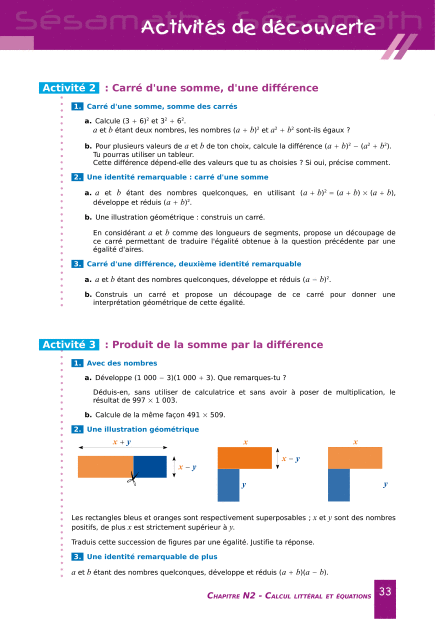 Sésamath Sésamath Sésamath
Activités de découverte
Activité 2 : Carré d'une somme, d'une différence
1. Carré d'une somme, somme des carrés
a. Calcule (3 + 6)² et 3² + 6².
a et b étant deux nombres, les nombres (a + b)² et a² + b² sont-ils égaux ?
b. Pour plusieurs valeurs de a et b de ton choix, calcule la différence (a + b)² − (a² + b²).
Tu pourras utiliser un tableur.
Cette différence dépend-elle des valeurs que tu as choisies ? Si oui, précise comment.
2. Une identité remarquable : carré d'une somme
a. a et b étant des nombres quelconques, en utilisant (a + b)² = (a + b) × (a + b),
développe et réduis (a + b)².
b. Une illustration géométrique : construis un carré.
En considérant a et b comme des longueurs de segments, propose un découpage de
ce carré permettant de traduire l'égalité obtenue à la question précédente par une
égalité d'aires.
3. Carré d'une différence, deuxième identité remarquable
a. a et b étant des nombres quelconques, développe et réduis (a − b)².
b. Construis un carré et propose un découpage de ce carré pour donner une
interprétation géométrique de cette égalité.
Activité 3 : Produit de la somme par la différence
1. Avec des nombres
a. Développe (1 000 − 3)(1 000 + 3). Que remarques-tu ?
Déduis-en, sans utiliser de calculatrice et sans avoir à poser de multiplication, le
résultat de 997 × 1 003.
b. Calcule de la même façon 491 × 509.
2. Une illustration géométrique
x + y x x
x − y x − y
y y
Les rectangles bleus et oranges sont respectivement superposables ; x et y sont des nombres
positifs, de plus x est strictement supérieur à y.
Traduis cette succession de figures par une égalité. Justifie ta réponse.
3. Une identité remarquable de plus
a et b étant des nombres quelconques, développe et réduis (a + b)(a − b).
Chapitre N2 - Calcul littéral et équations 33